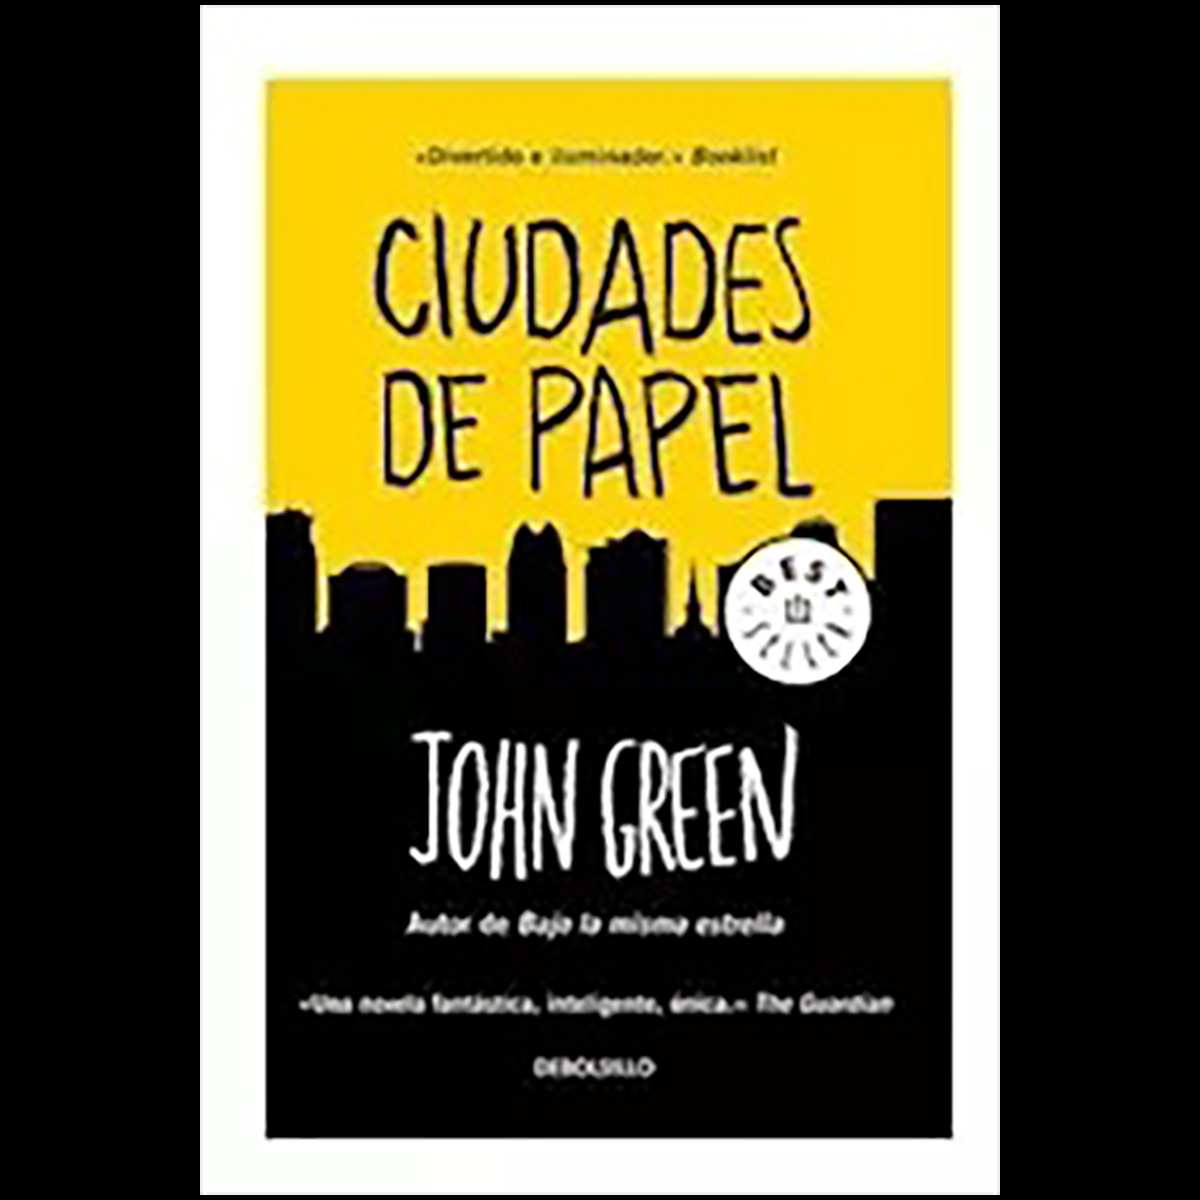 «Divertido e iluminador.» Booklist
CIUDADES
DE PAPEL
BEST
SELLER
JOHN GREEN
Autor de Bajo la misma estrella
«Una novela fantástica, inteligente, única.» The Guardian
DEBOLSILLO